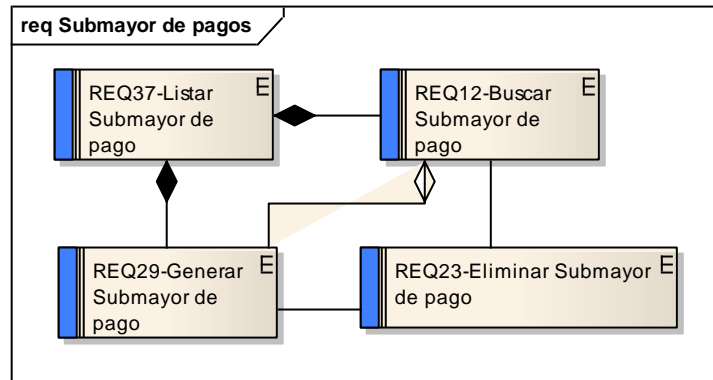 req Submayor de pagos
REQ37-Listar
Submayor de
pago
E
REQ12-Buscar
Submayor de
pago
E
REQ29-Generar
Submayor de
pago
E
REQ23-Eliminar Submayor
de pago
E